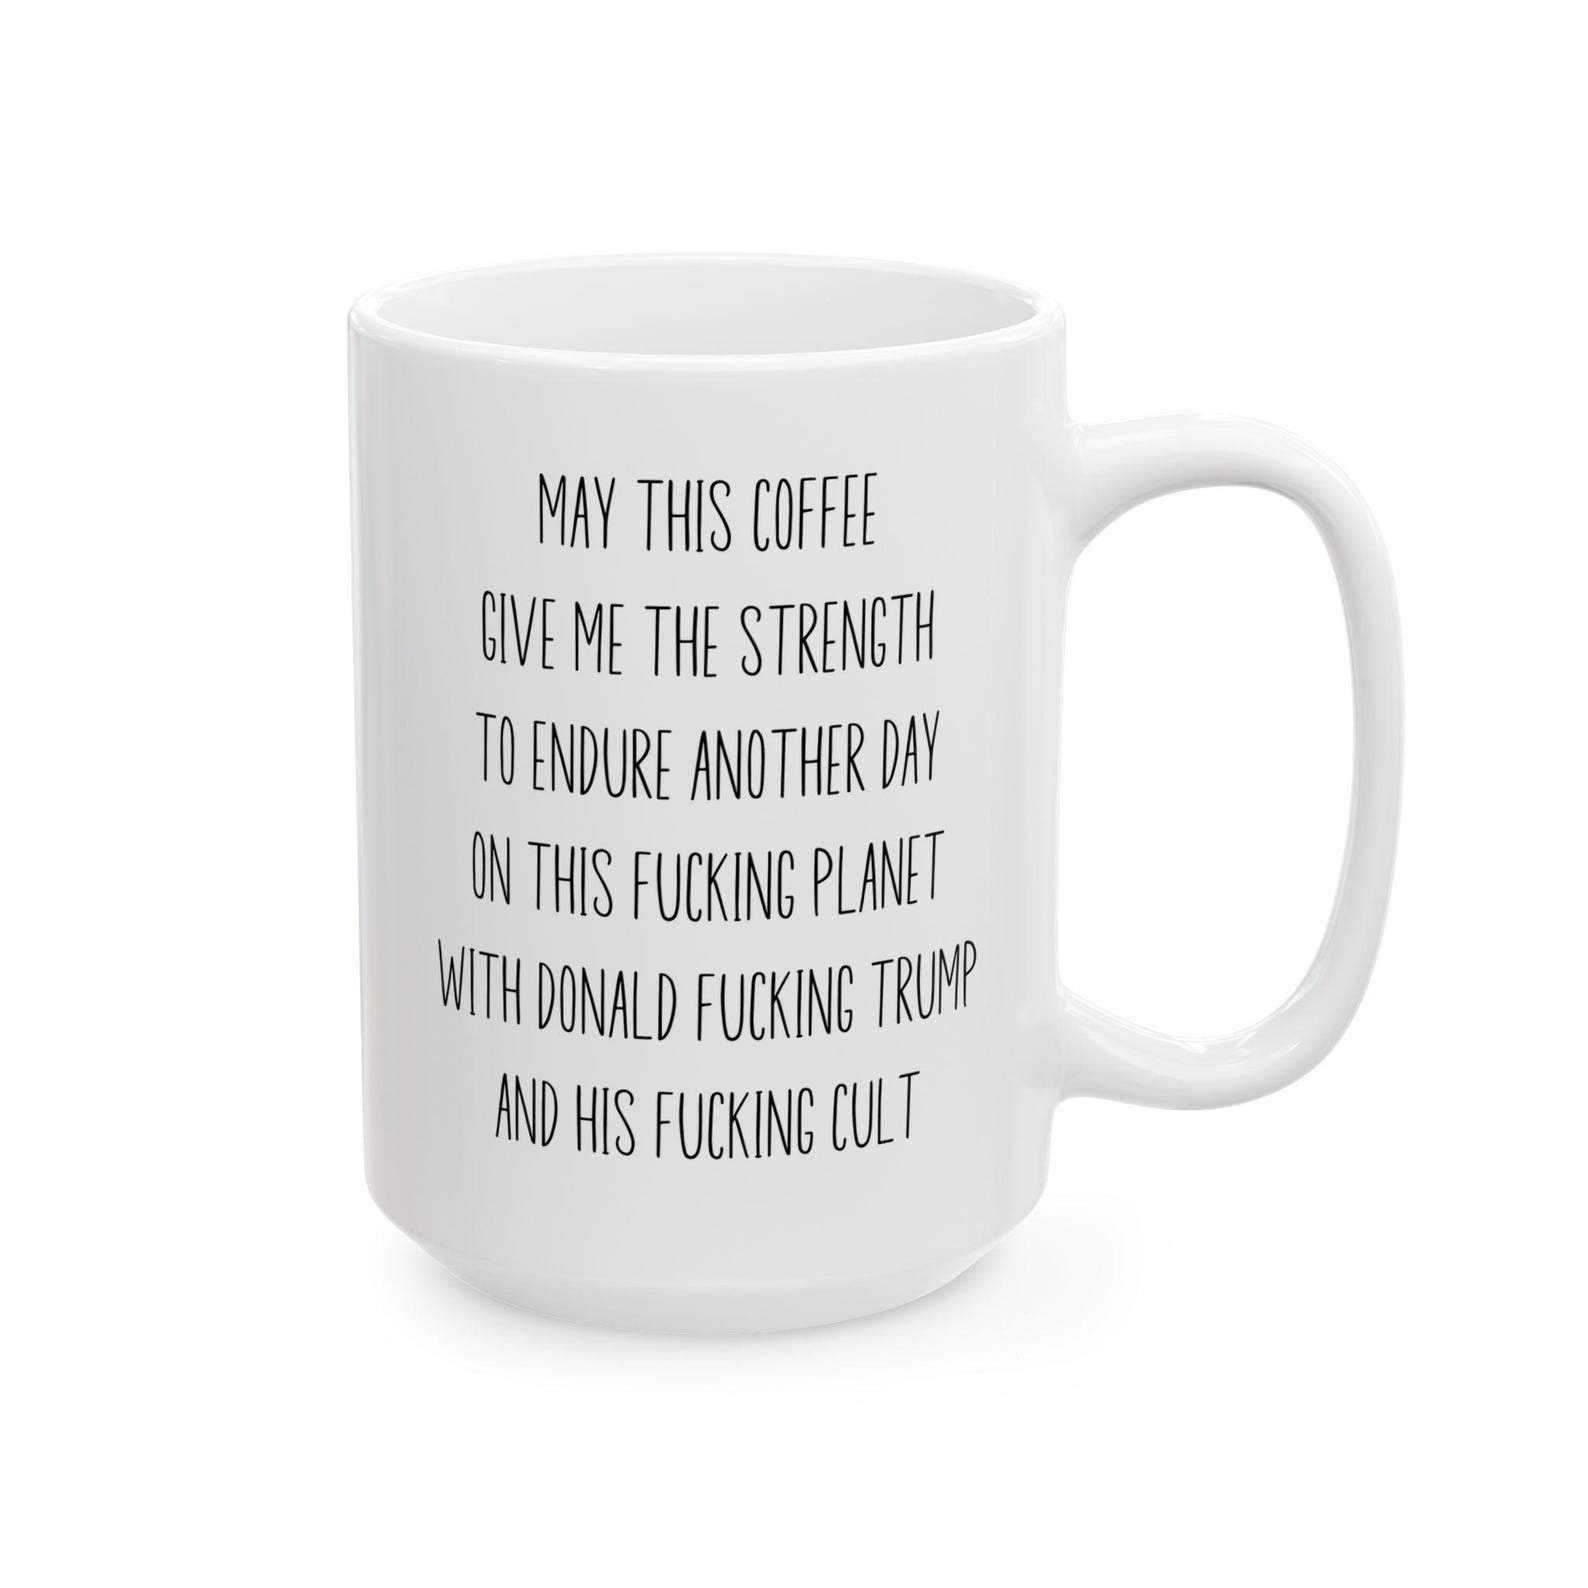 MAY THIS COFFEE
GIVE ME THE STRENGTH
TO ENDURE ANOTHER DAY
ON THIS FUCKING PLANET
WITH DONALD FUCKING TRUMP
AND HIS FUCKING CULT